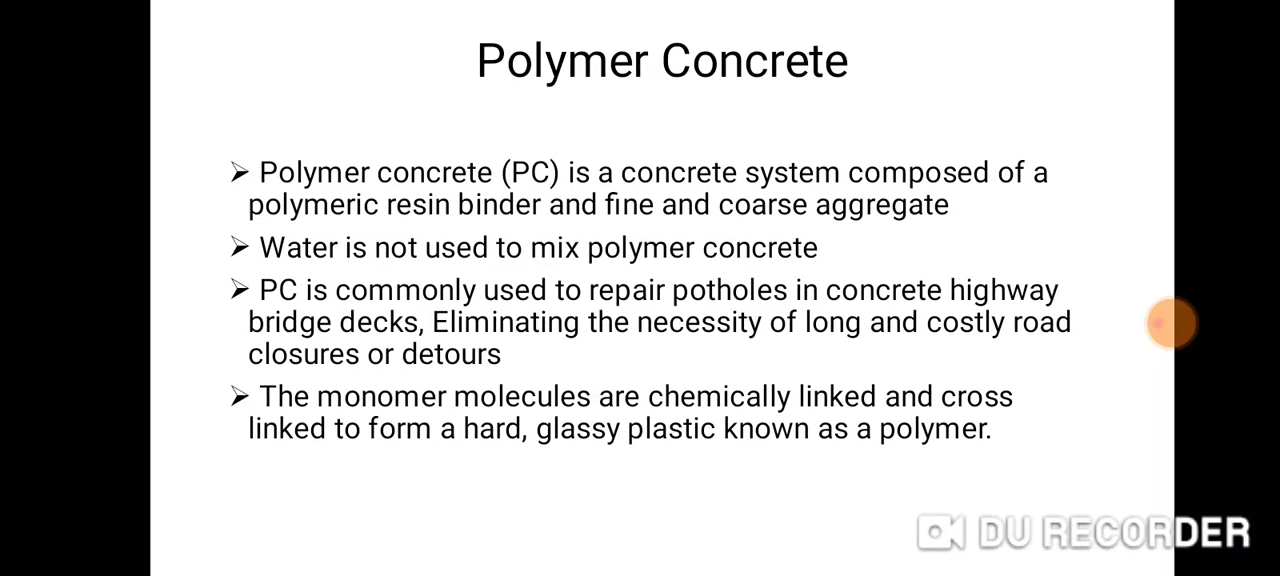 Polymer Concrete
➢ Polymer concrete (PC) is a concrete system composed of a
polymeric resin binder and fine and coarse aggregate
➢ Water is not used to mix polymer concrete
➢ PC is commonly used to repair potholes in concrete highway
bridge decks, Eliminating the necessity of long and costly road
closures or detours
➢ The monomer molecules are chemically linked and cross
linked to form a hard, glassy plastic known as a polymer.
DU RECORDER